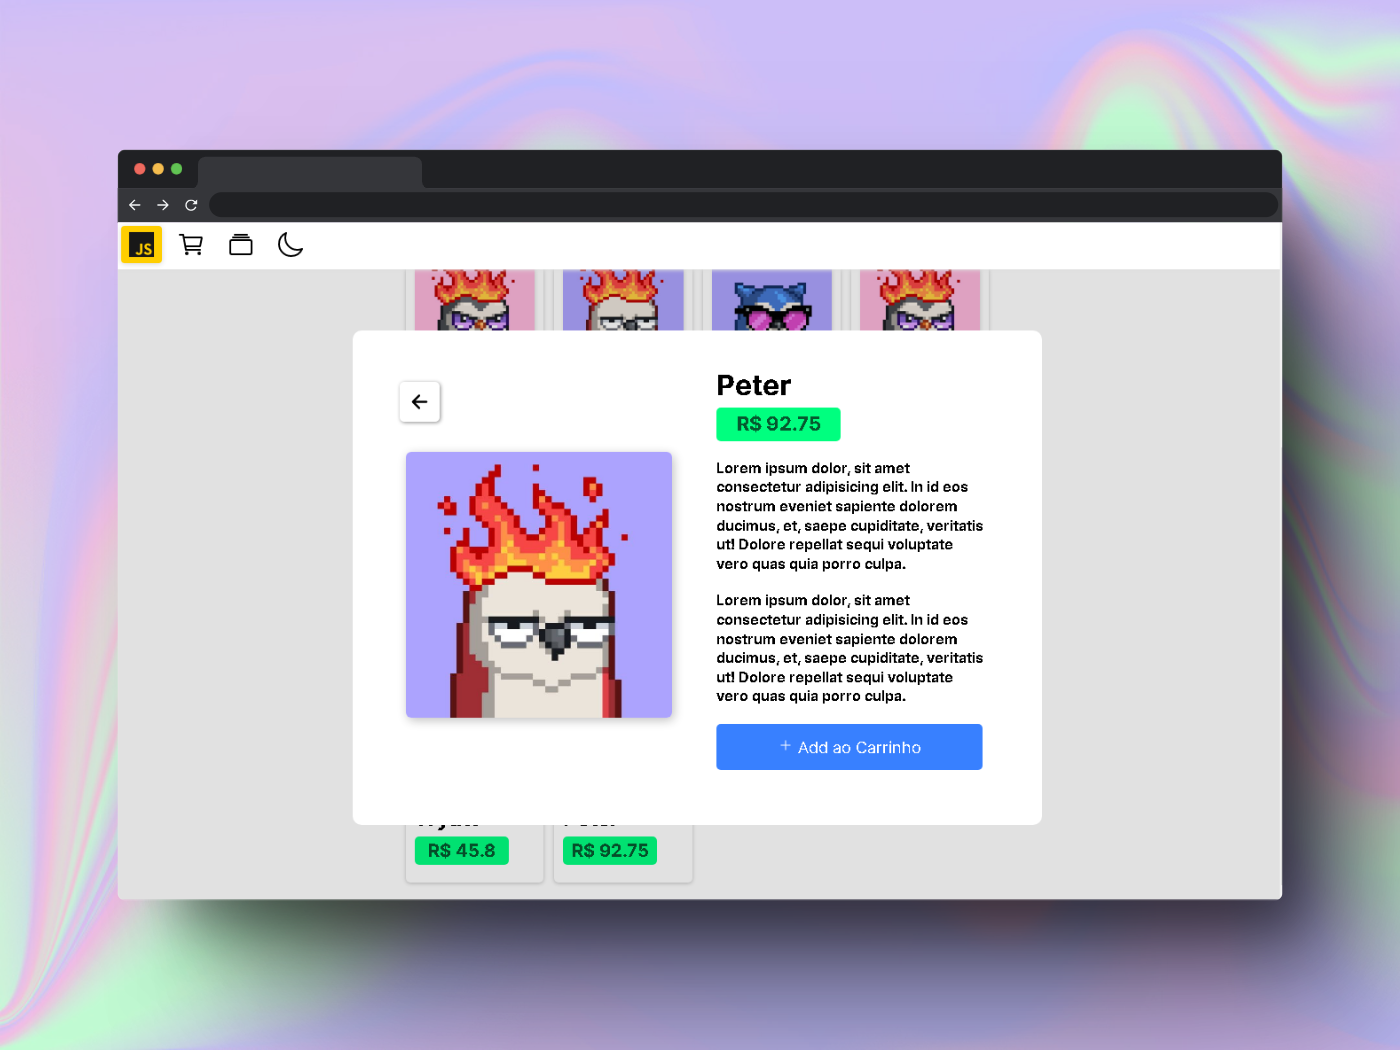 JS
Peter
R$ 92.75
Lorem ipsum dolor, sit amet
consectetur adipisicing elit. In id eos
nostrum eveniet sapiente dolorem
ducimus, et, saepe cupiditate, veritatis
ut! Dolore repellat sequi voluptate
vero quas quia porro culpa.
Lorem ipsum dolor, sit amet
consectetur adipisicing elit. In id eos
nostrum eveniet sapiente dolorem
ducimus, et, saepe cupiditate, veritatis
ut! Dolore repellat sequi voluptate
vero quas quia porro culpa.
+ Add ao Carrinho
R$ 45.8
R$ 92.75